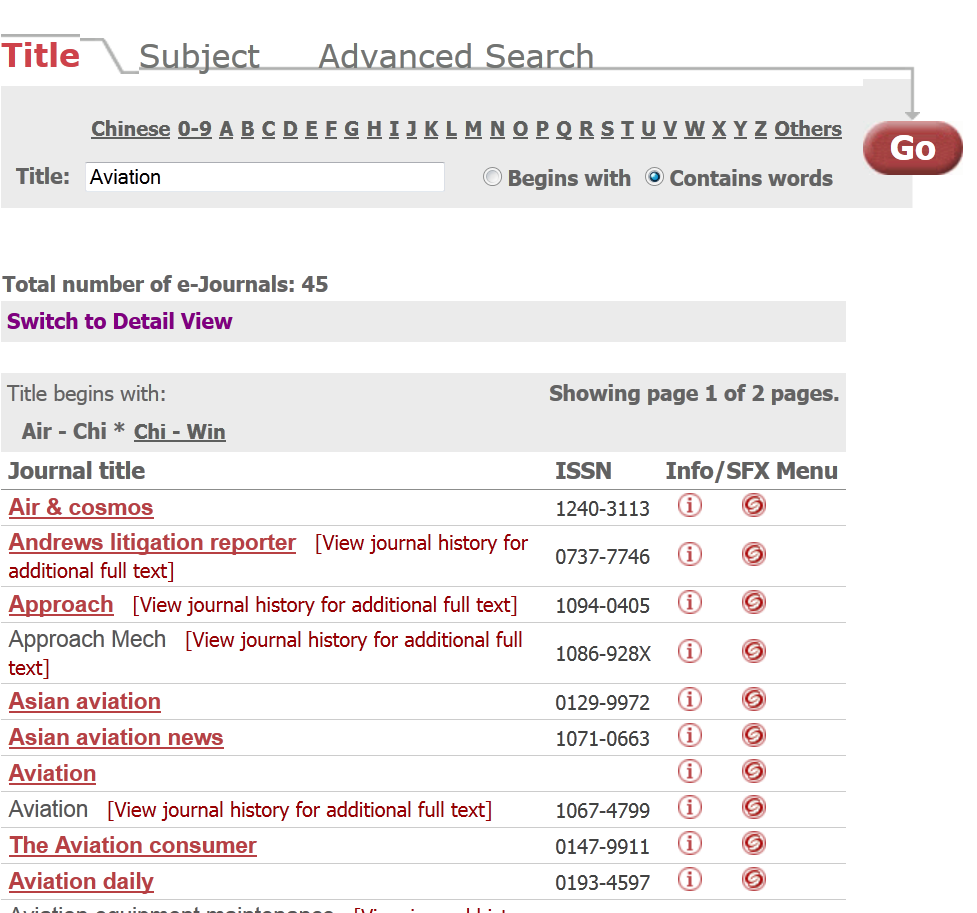 Title Subject Advanced Search
Chinese 0-9 A B C D E F G H I J K L M N O P Q R S T U V W X Y Z Others
Go
Title: Aviation Begins with Contains words
Total number of e-Journals: 45
Switch to Detail View
Title begins with: Showing page 1 of 2 pages.
Air - Chi * Chi - Win
Journal title ISSN Info/SFX Menu
Air & cosmos 1240-3113
Andrews litigation reporter [View journal history for
additional full text] 0737-7746
Approach [View journal history for additional full text] 1094-0405
Approach Mech [View journal history for additional full
text] 1086-928X
Asian aviation 0129-9972
Asian aviation news 1071-0663
Aviation
Aviation [View journal history for additional full text] 1067-4799
The Aviation consumer 0147-9911
Aviation daily 0193-4597
Aviation equipment maintenance [View journal history